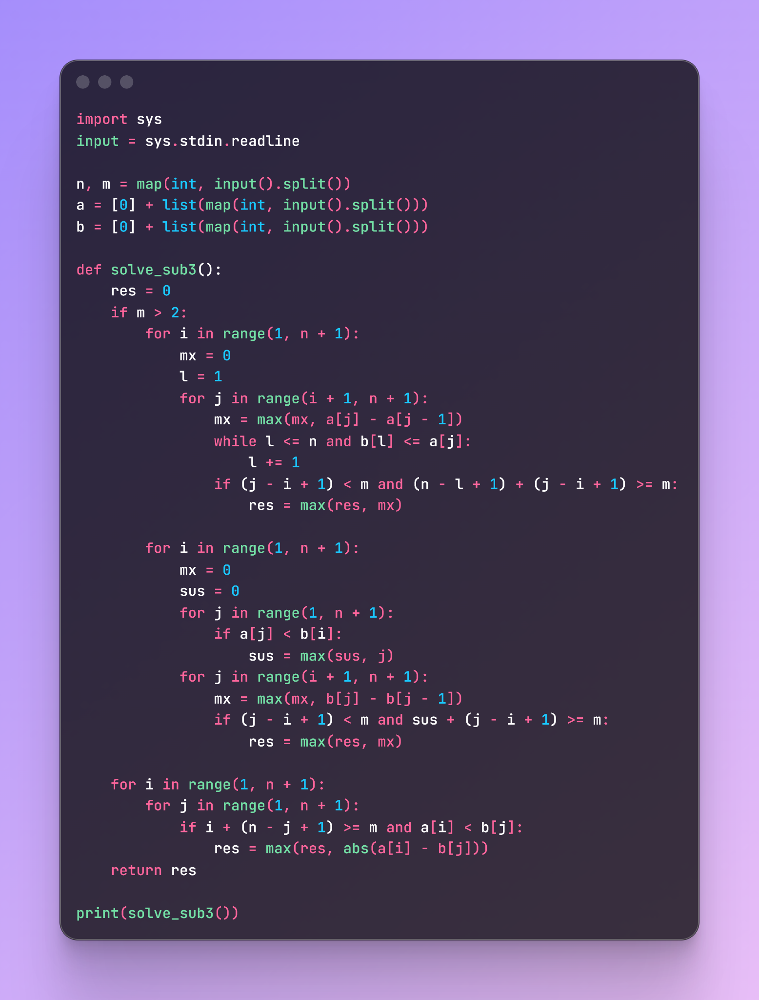 import sys
input = sys.stdin.readline

n, m = map(int, input().split())
a = [0] + list(map(int, input().split()))
b = [0] + list(map(int, input().split()))

def solve_sub3():
    res = 0
    if m > 2:
        for i in range(1, n + 1):
            mx = 0
            l = 1
            for j in range(i + 1, n + 1):
                mx = max(mx, a[j] - a[j - 1])
                while l <= n and b[l] <= a[j]:
                    l += 1
                if (j - i + 1) < m and (n - l + 1) + (j - i + 1) >= m:
                    res = max(res, mx)

        for i in range(1, n + 1):
            mx = 0
            sus = 0
            for j in range(1, n + 1):
                if a[j] < b[i]:
                    sus = max(sus, j)
            for j in range(i + 1, n + 1):
                mx = max(mx, b[j] - b[j - 1])
                if (j - i + 1) < m and sus + (j - i + 1) >= m:
                    res = max(res, mx)

    for i in range(1, n + 1):
        for j in range(1, n + 1):
            if i + (n - j + 1) >= m and a[i] < b[j]:
                res = max(res, abs(a[i] - b[j]))
    return res

print(solve_sub3())